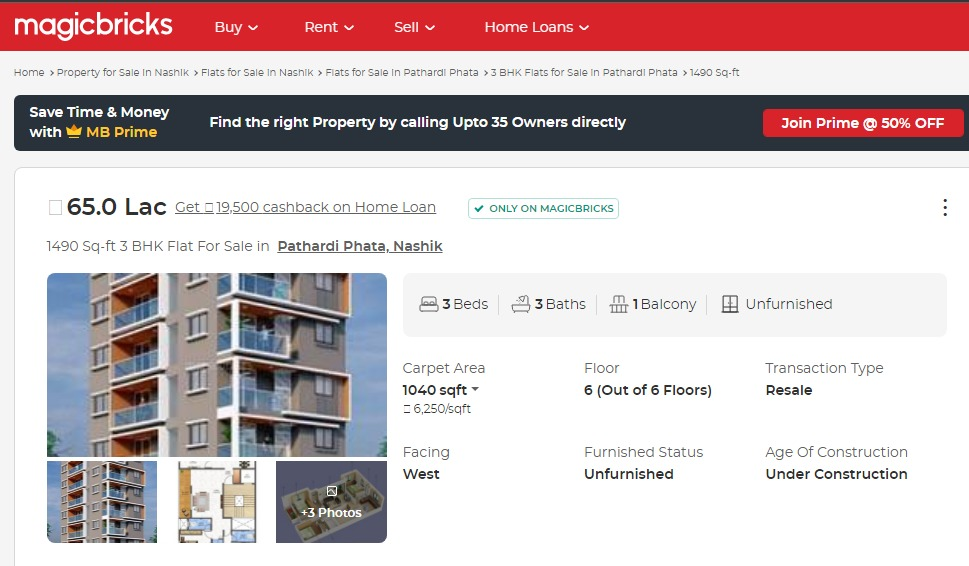 magicbricks
Buy Rent Sell Home Loans
Home > Property for Sale in Nashik > Flats for Sale in Nashik > Flats for Sale in Pathardi Phata > 3 BHK Flats for Sale in Pathardi Phata > 1490 Sq-ft
Save Time & Money
with MB Prime
Find the right Property by calling Upto 35 Owners directly
Join Prime @ 50% OFF
65.0 Lac Get 19,500 cashback on Home Loan ONLY ON MAGICBRICKS
1490 Sq-ft 3 BHK Flat For Sale in Pathardi Phata, Nashik
3 Beds 3 Baths 1 Balcony Unfurnished
Carpet Area
1040 sqft
6,250/sqft
Floor
6 (Out of 6 Floors)
Transaction Type
Resale
Facing
West
Furnished Status
Unfurnished
Age Of Construction
Under Construction
+3 Photos